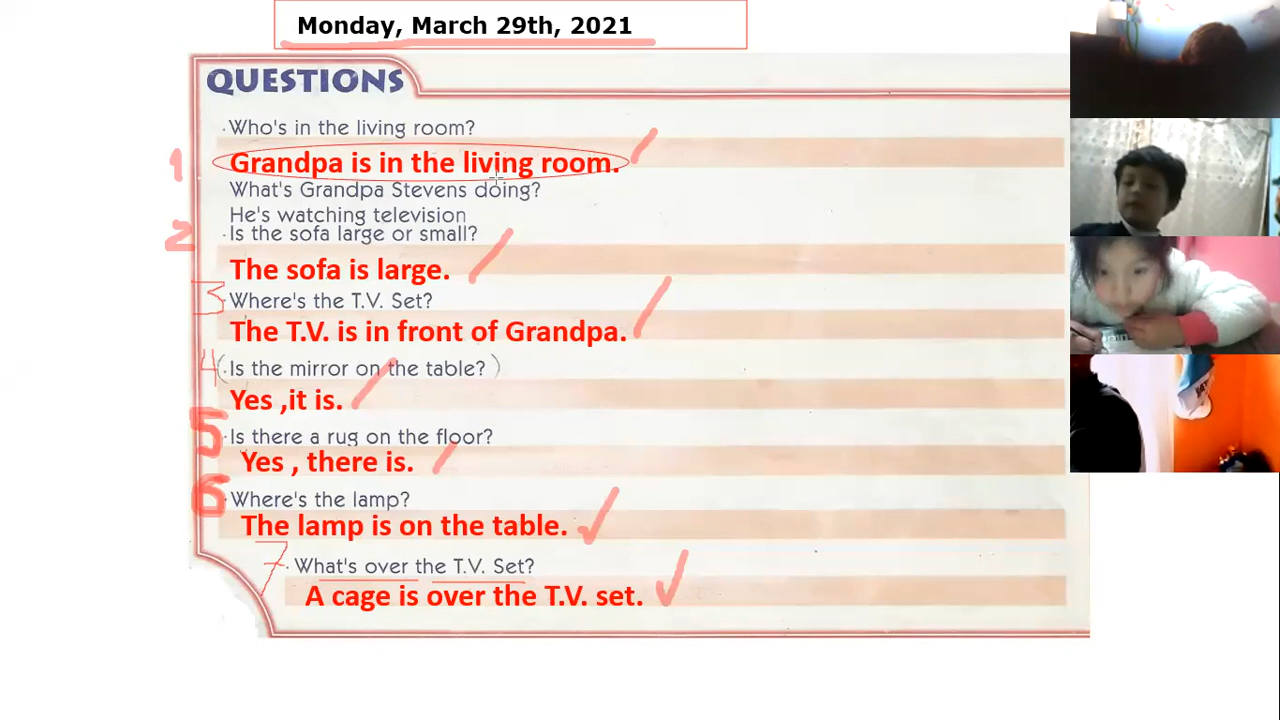 Monday, March 29th, 2021
QUESTIONS
· Who's in the living room?
1 Grandpa is in the living room.
What's Grandpa Stevens doing?
He's watching television
2 · Is the sofa large or small?
The sofa is large.
3 · Where's the T.V. Set?
The T.V. is in front of Grandpa.
4 ( · Is the mirror on the table? )
Yes ,it is.
5 · Is there a rug on the floor?
Yes , there is.
6 · Where's the lamp?
The lamp is on the table.
7 · What's over the T.V. Set?
A cage is over the T.V. set.